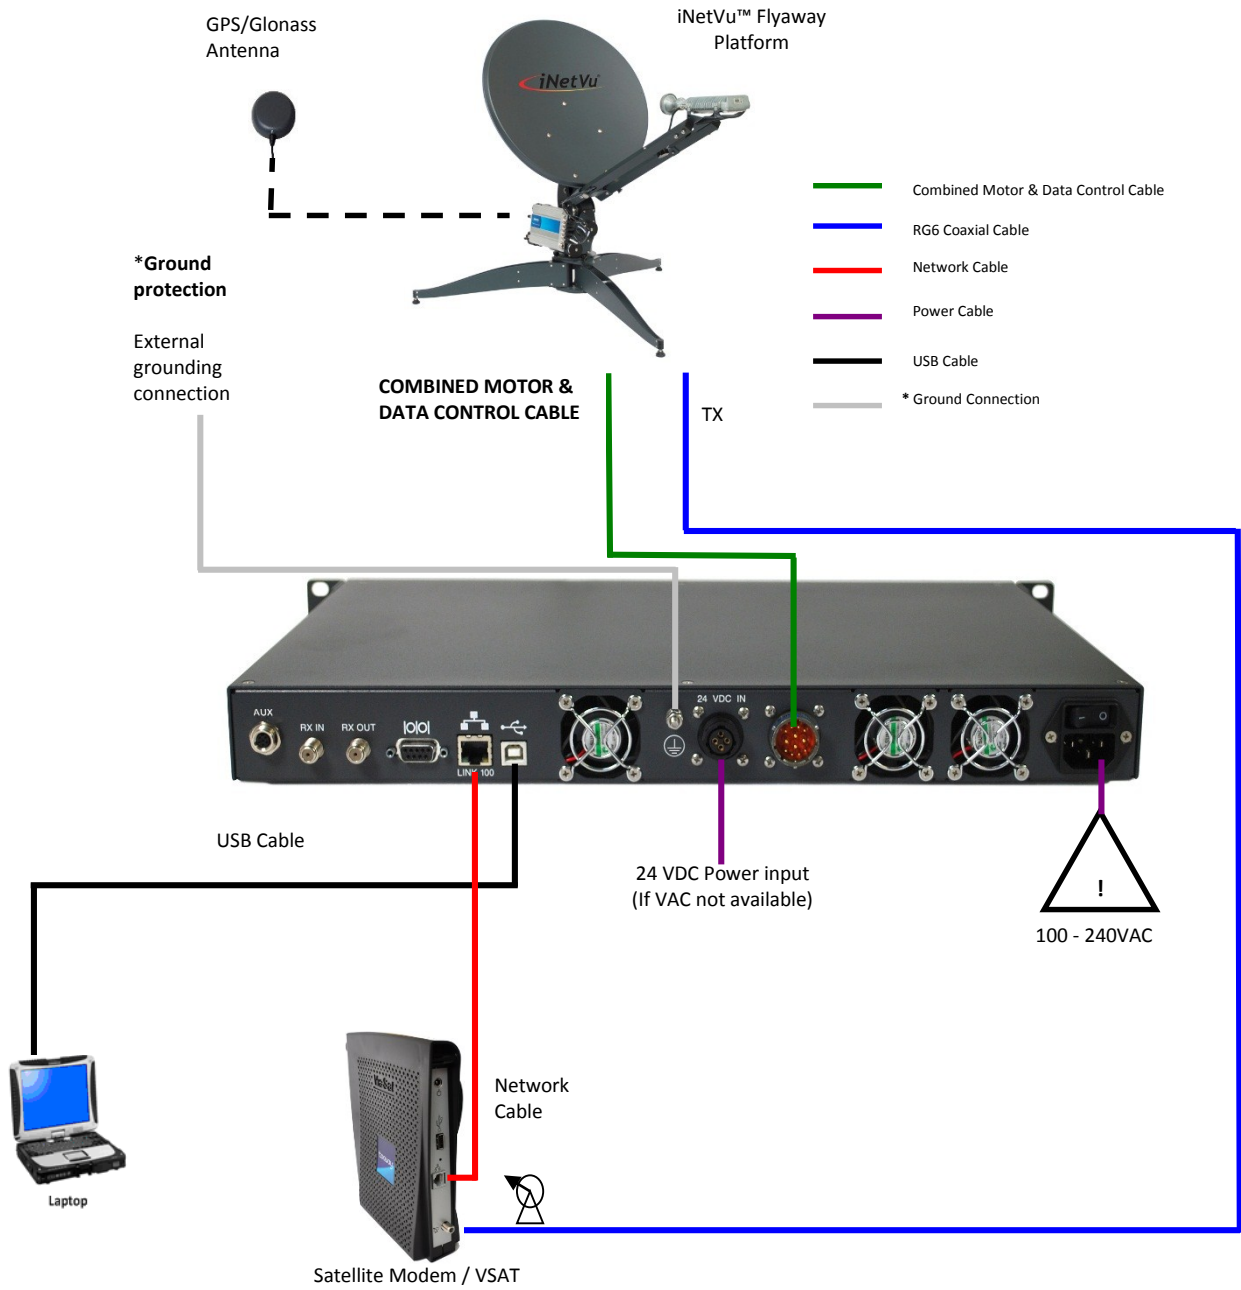 GPS/Glonass
Antenna
iNetVu™ Flyaway
Platform
iNetVu
Combined Motor & Data Control Cable
RG6 Coaxial Cable
Network Cable
Power Cable
USB Cable
* Ground Connection
*Ground
protection
External
grounding
connection
COMBINED MOTOR &
DATA CONTROL CABLE
TX
AUX
RX IN
RX OUT
|O|O|
LINK 100
24 VDC IN
- O
USB Cable
24 VDC Power input
(If VAC not available)
!
100 - 240VAC
Network
Cable
ViaSat
Laptop
Satellite Modem / VSAT